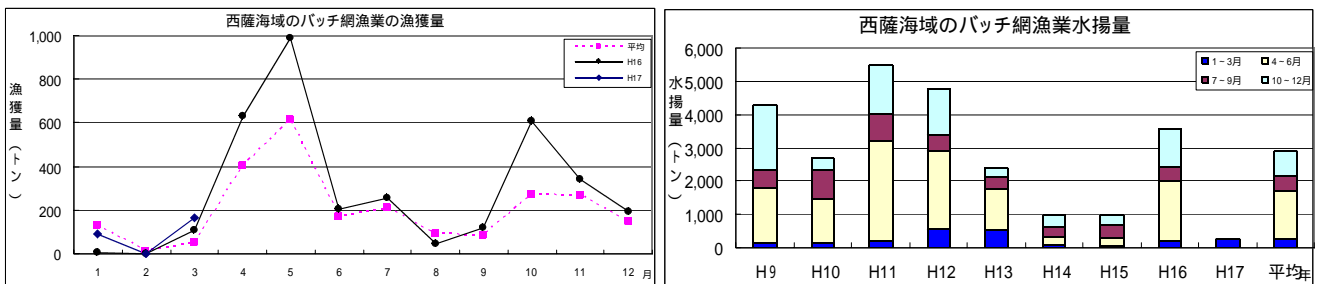 西薩海域のバッチ網漁業の漁獲量
漁獲量(トン)
1,000
800
600
400
200
0
平均
H16
H17
1 2 3 4 5 6 7 8 9 10 11 12 月
西薩海域のバッチ網漁業水揚量
水揚量(トン)
6,000
5,000
4,000
3,000
2,000
1,000
0
1-3月 4-6月
7-9月 10-12月
H9 H10 H11 H12 H13 H14 H15 H16 H17 平均 年